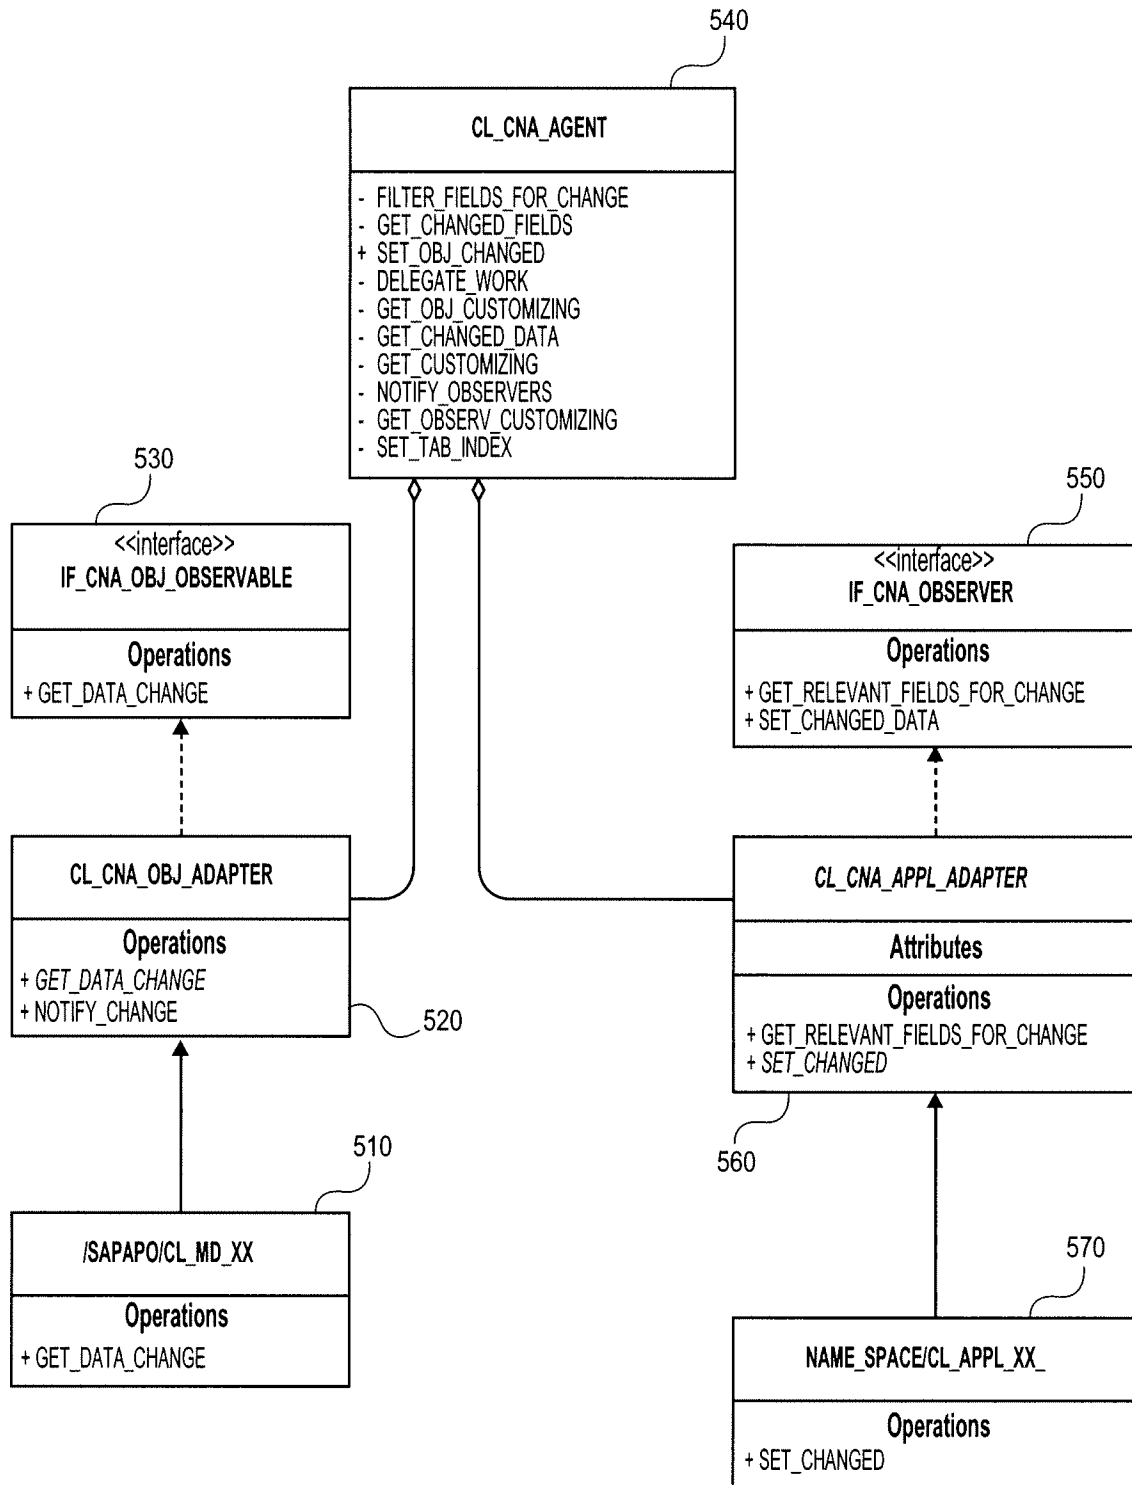 540
CL_CNA_AGENT
- FILTER_FIELDS_FOR_CHANGE
- GET_CHANGED_FIELDS
+ SET_OBJ_CHANGED
- DELEGATE_WORK
- GET_OBJ_CUSTOMIZING
- GET_CHANGED_DATA
- GET_CUSTOMIZING
- NOTIFY_OBSERVERS
- GET_OBSERV_CUSTOMIZING
- SET_TAB_INDEX
530
<<interface>>
IF_CNA_OBJ_OBSERVABLE
Operations
+ GET_DATA_CHANGE
550
<<interface>>
IF_CNA_OBSERVER
Operations
+ GET_RELEVANT_FIELDS_FOR_CHANGE
+ SET_CHANGED_DATA
CL_CNA_OBJ_ADAPTER
Operations
+ GET_DATA_CHANGE
+ NOTIFY_CHANGE
520
CL_CNA_APPL_ADAPTER
Attributes
Operations
+ GET_RELEVANT_FIELDS_FOR_CHANGE
+ SET_CHANGED
560
510
/SAPAPO/CL_MD_XX
Operations
+ GET_DATA_CHANGE
570
NAME_SPACE/CL_APPL_XX_
Operations
+ SET_CHANGED